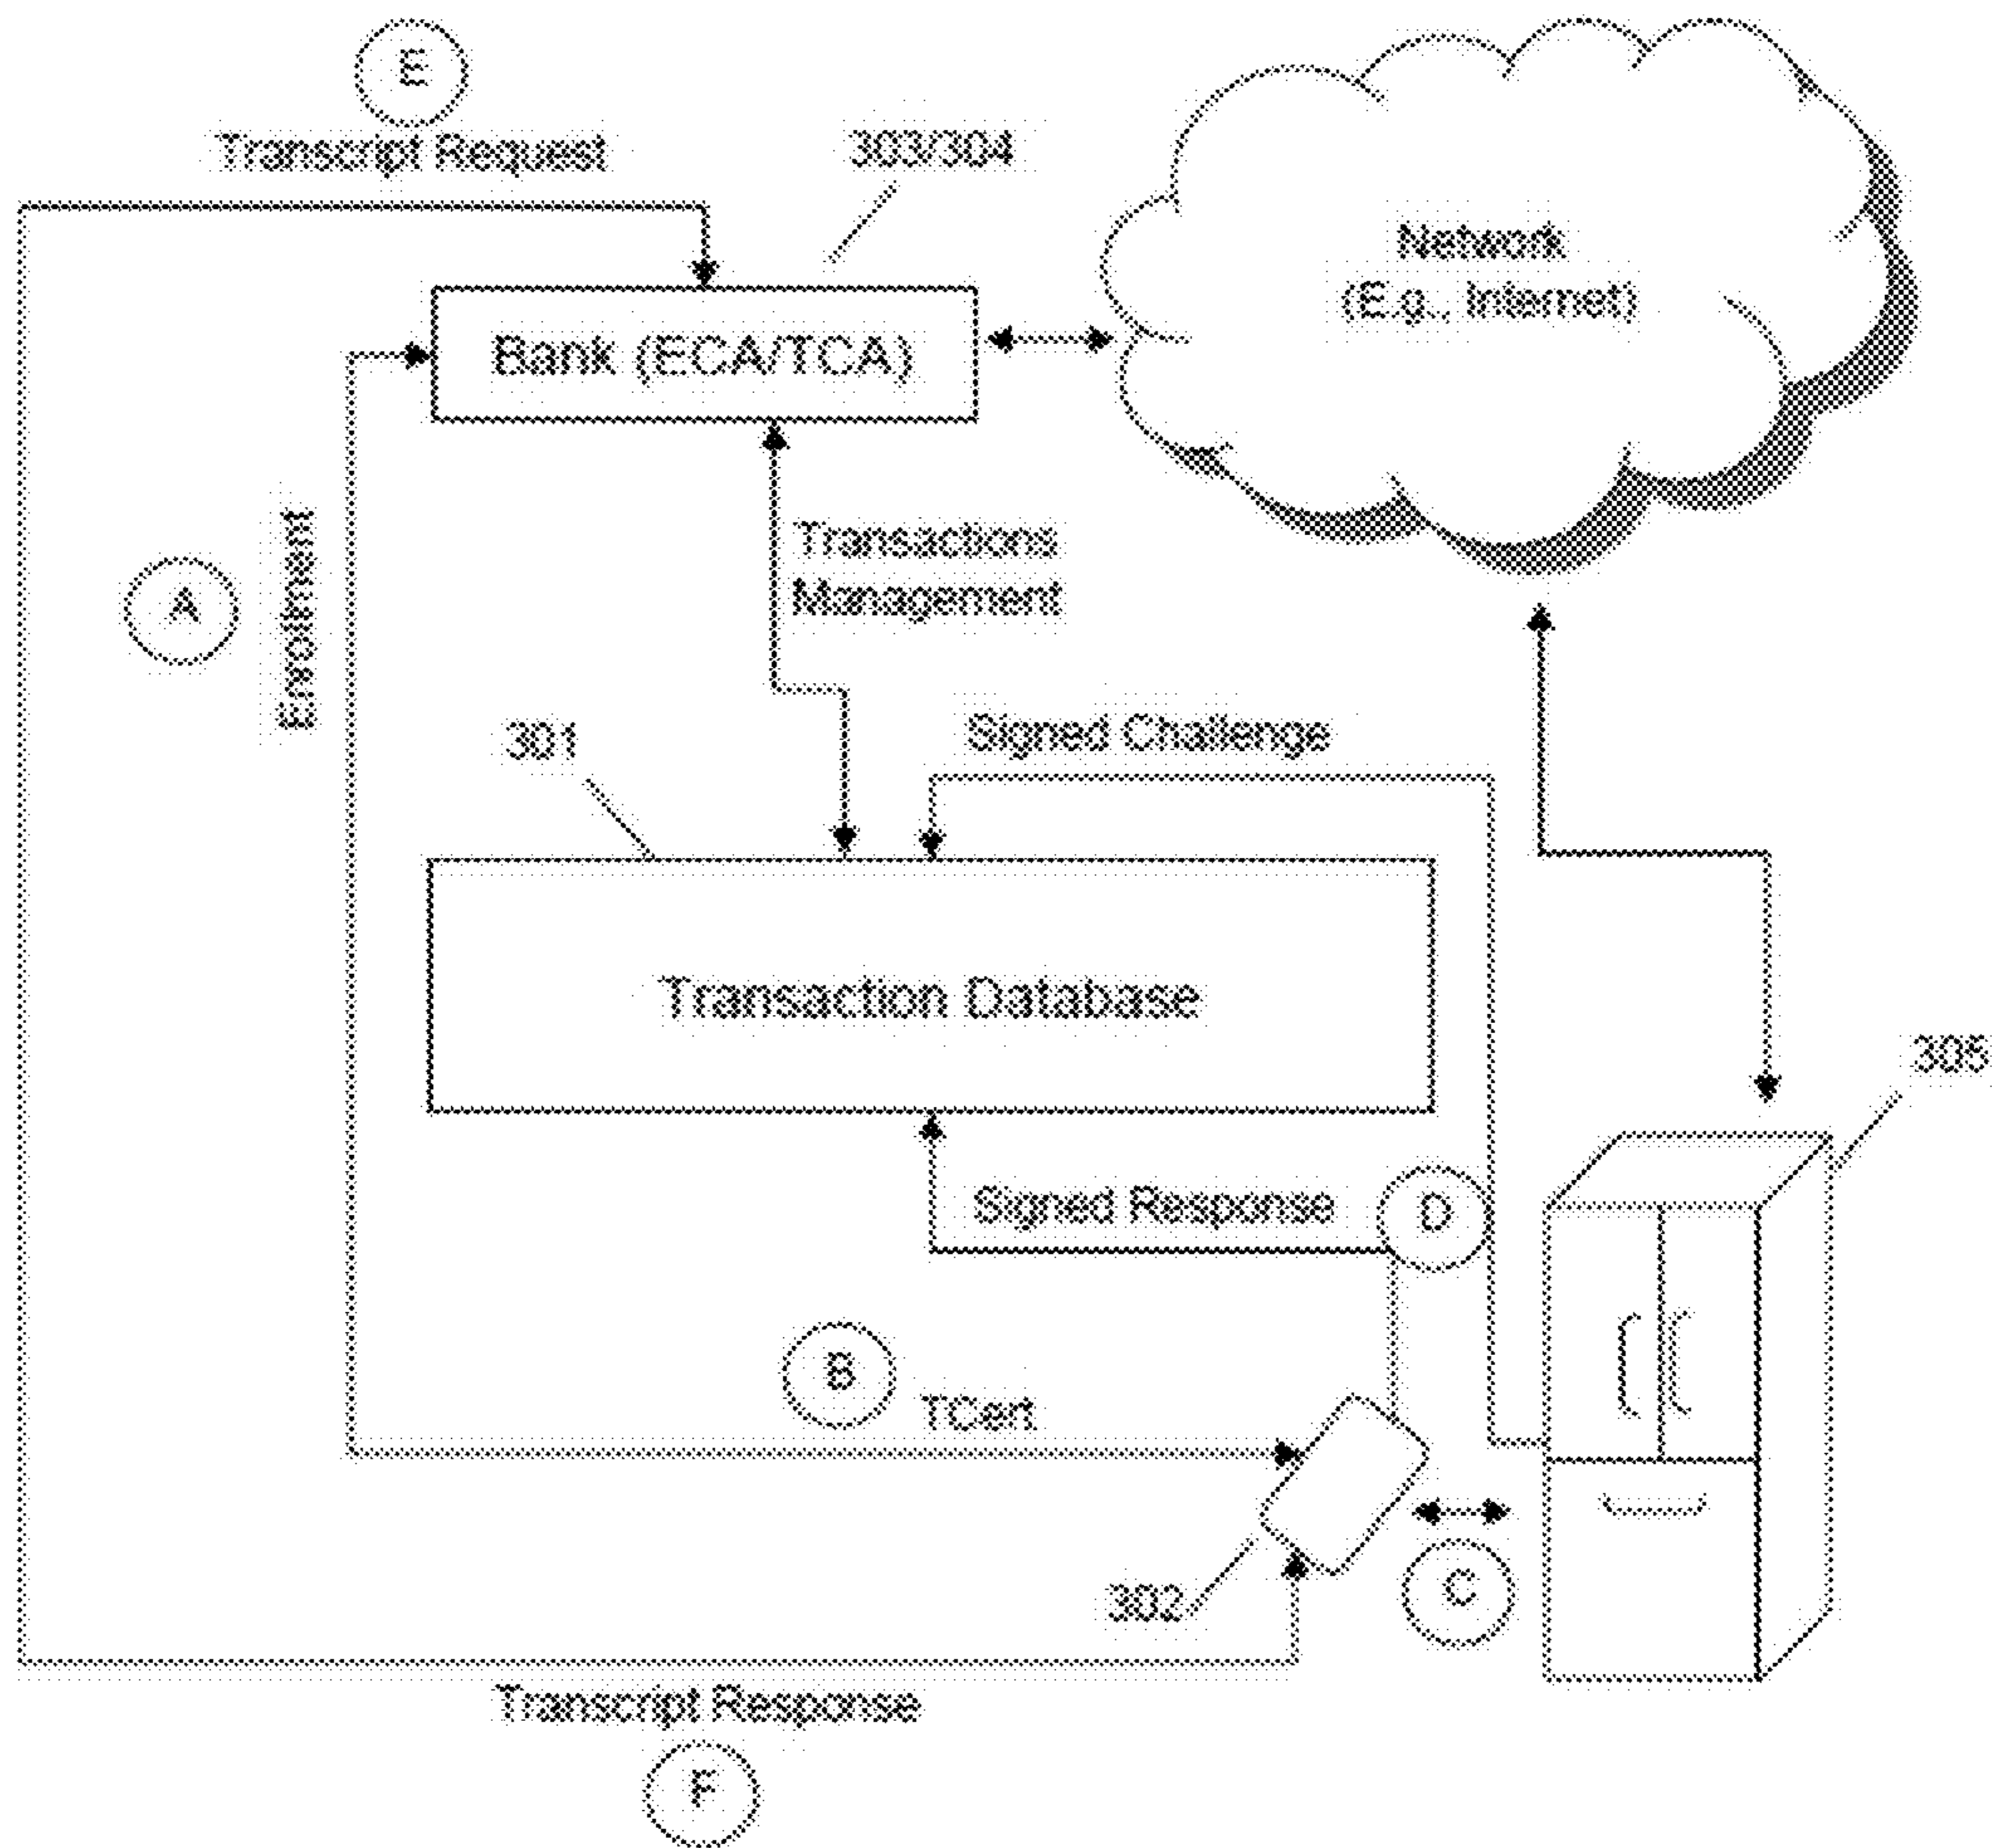 E
Transcript Request
303/304
Network
(E.g., Internet)
Bank (ECA/TCA)
A
Enrollment
Transactions
Management
301
Signed Challenge
Transaction Database
305
Signed Response
D
B
TCert
302
C
Transcript Response
F